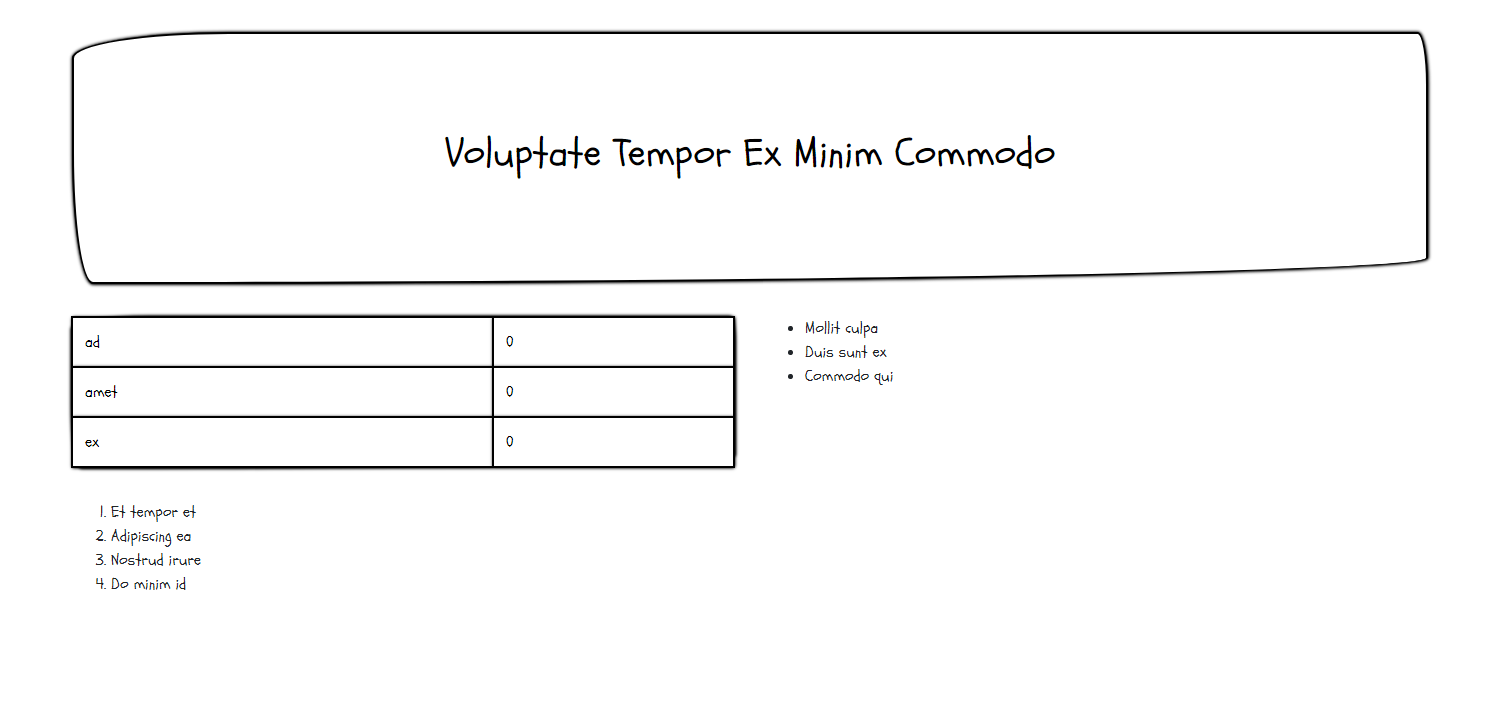 Voluptate Tempor Ex Minim Commodo
ad 0
amet 0
ex 0
1. Et tempor et
2. Adipiscing ea
3. Nostrud irure
4. Do minim id
• Mollit culpa
• Duis sunt ex
• Commodo qui